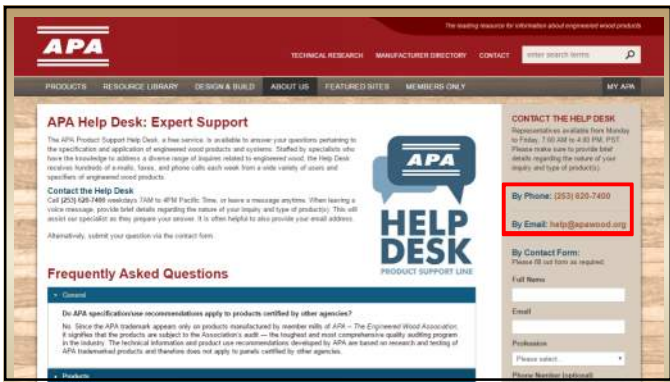 The leading resource for information about engineered wood products
APA
TECHNICAL RESEARCH MANUFACTURER DIRECTORY CONTACT enter search terms
PRODUCTS RESOURCE LIBRARY DESIGN & BUILD ABOUT US FEATURED SITES MEMBERS ONLY MY APA
APA Help Desk: Expert Support
The APA Product Support Help Desk, a free service, is available to answer your questions pertaining to
the specification and application of engineered wood products and systems. Staffed by specialists who
have the knowledge to address a diverse range of inquires related to engineered wood, the Help Desk
receives hundreds of e-mails, faxes, and phone calls each week from a wide variety of users and
specifiers of engineered wood products.
Contact the Help Desk
Call (253) 620-7400 weekdays 7AM to 4PM Pacific Time, or leave a message anytime. When leaving a
voice message, provide brief details regarding the nature of your inquiry and type of product(s). This will
assist our specialist as they prepare your answer. It is often helpful to also provide your email address.
Alternatively, submit your question via the contact form.
APA
HELP
DESK
PRODUCT SUPPORT LINE
Frequently Asked Questions
General
Do APA specification/use recommendations apply to products certified by other agencies?
No. Since the APA trademark appears only on products manufactured by member mills of APA – The Engineered Wood Association,
it signifies that the products are subject to the Association's audit — the toughest and most comprehensive quality auditing program
in the industry. The technical information and product use recommendations developed by APA are based on research and testing of
APA trademarked products and therefore does not apply to panels certified by other agencies.
Products
CONTACT THE HELP DESK
Representatives available from Monday
to Friday, 7:00 AM to 4:00 PM, PST.
Please make sure to provide brief
details regarding the nature of your
inquiry and type of product(s).
By Phone: (253) 620-7400
By Email: help@apawood.org
By Contact Form:
Please fill out form as required.
Full Name
Email
Profession
Please select...
Phone Number (optional)